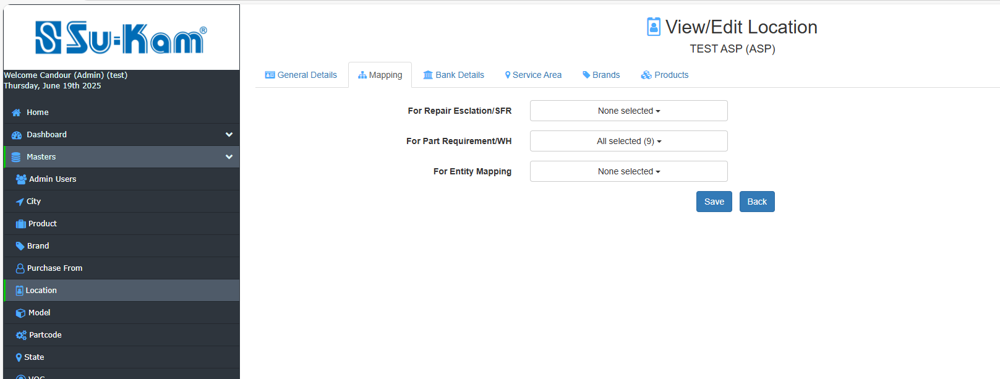 Su-Kam®
Welcome Candour (Admin) (test)
Thursday, June 19th 2025
Home
Dashboard
Masters
Admin Users
City
Product
Brand
Purchase From
Location
Model
Partcode
State
VOC
View/Edit Location
TEST ASP (ASP)
General Details
Mapping
Bank Details
Service Area
Brands
Products
For Repair Esclation/SFR
None selected
For Part Requirement/WH
All selected (9)
For Entity Mapping
None selected
Save
Back